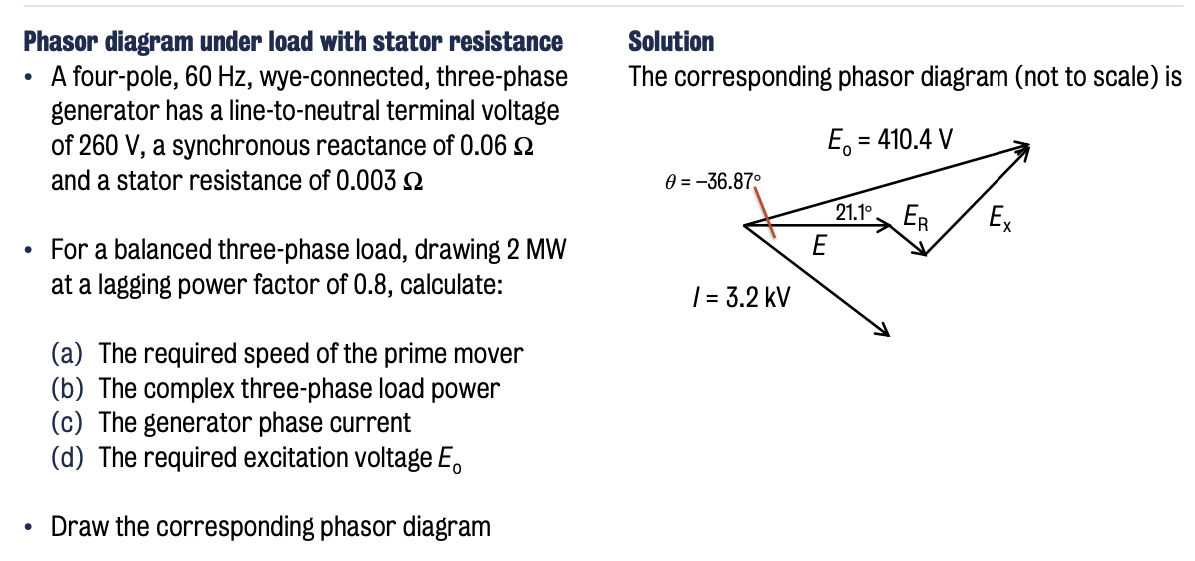 Phasor diagram under load with stator resistance
• A four-pole, 60 Hz, wye-connected, three-phase
generator has a line-to-neutral terminal voltage
of 260 V, a synchronous reactance of 0.06 Ω
and a stator resistance of 0.003 Ω
• For a balanced three-phase load, drawing 2 MW
at a lagging power factor of 0.8, calculate:
(a) The required speed of the prime mover
(b) The complex three-phase load power
(c) The generator phase current
(d) The required excitation voltage Eo
• Draw the corresponding phasor diagram
Solution
The corresponding phasor diagram (not to scale) is
Eo = 410.4 V
θ = −36.87°
21.1°
ER
Ex
E
I = 3.2 kV